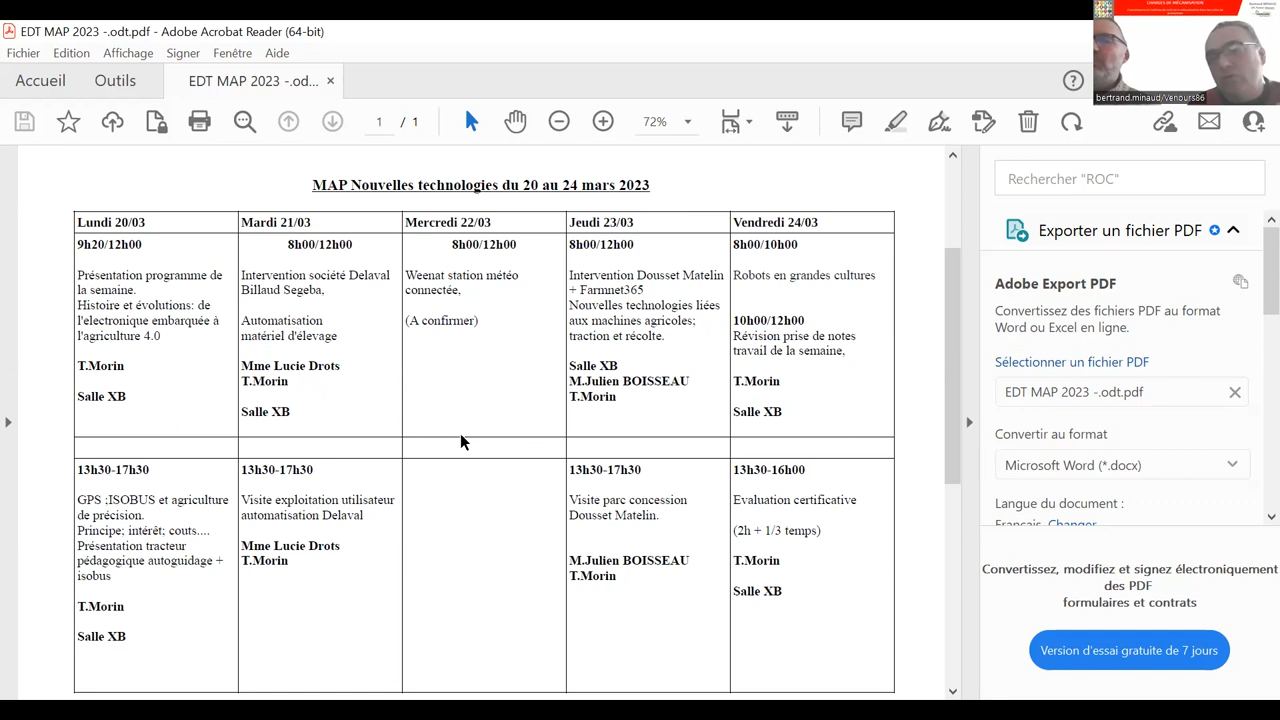 EDT MAP 2023 -.odt.pdf - Adobe Acrobat Reader (64-bit)
Fichier Edition Affichage Signer Fenêtre Aide
Accueil Outils EDT MAP 2023 -.od... ×
1 / 1 72%
bertrand.minaud/Venours86
MAP Nouvelles technologies du 20 au 24 mars 2023
Lundi 20/03 Mardi 21/03 Mercredi 22/03 Jeudi 23/03 Vendredi 24/03
9h20/12h00
Présentation programme de
la semaine.
Histoire et évolutions: de
l'electronique embarquée à
l'agriculture 4.0
T.Morin
Salle XB
8h00/12h00
Intervention société Delaval
Billaud Segeba,
Automatisation
matériel d'élevage
Mme Lucie Drots
T.Morin
Salle XB
8h00/12h00
Weenat station météo
connectée,
(A confirmer)
8h00/12h00
Intervention Dousset Matelin
+ Farmnet365
Nouvelles technologies liées
aux machines agricoles;
traction et récolte.
Salle XB
M.Julien BOISSEAU
T.Morin
8h00/10h00
Robots en grandes cultures
10h00/12h00
Révision prise de notes
travail de la semaine,
T.Morin
Salle XB
13h30-17h30
GPS ;ISOBUS et agriculture
de précision.
Principe; intérêt; couts....
Présentation tracteur
pédagogique autoguidage +
isobus
T.Morin
Salle XB
13h30-17h30
Visite exploitation utilisateur
automatisation Delaval
Mme Lucie Drots
T.Morin
13h30-17h30
Visite parc concession
Dousset Matelin.
M.Julien BOISSEAU
T.Morin
13h30-16h00
Evaluation certificative
(2h + 1/3 temps)
T.Morin
Salle XB
Rechercher "ROC"
Exporter un fichier PDF
Adobe Export PDF
Convertissez des fichiers PDF au format
Word ou Excel en ligne.
Sélectionner un fichier PDF
EDT MAP 2023 -.odt.pdf
Convertir au format
Microsoft Word (*.docx)
Langue du document :
Français Changer
Convertissez, modifiez et signez électroniquement
des PDF
formulaires et contrats
Version d'essai gratuite de 7 jours